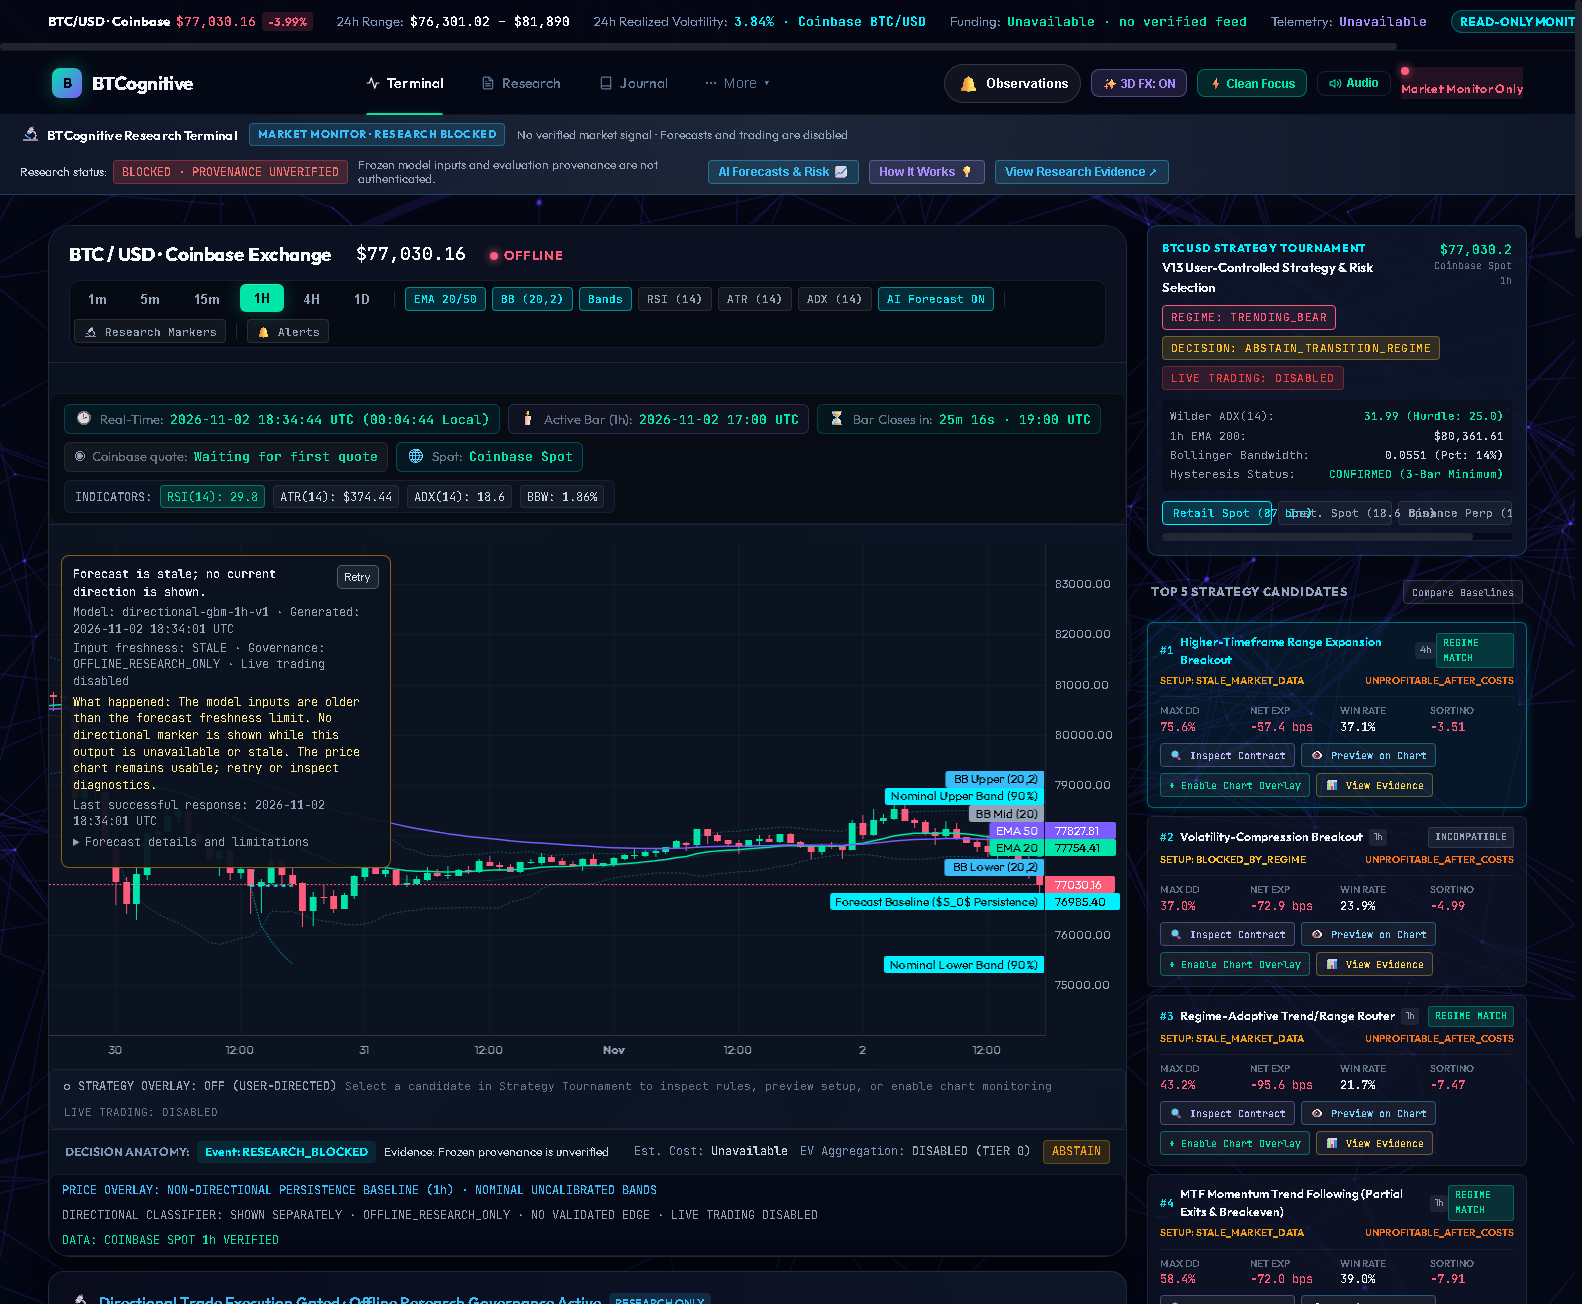 BTC/USD · Coinbase $77,030.16 -3.99% 24h Range: $76,301.02 – $81,890 24h Realized Volatility: 3.84% · Coinbase BTC/USD Funding: Unavailable · no verified feed Telemetry: Unavailable READ-ONLY MONIT
B BTCognitive Terminal Research Journal ··· More ▾ Observations ✨ 3D FX: ON ⚡ Clean Focus Audio Market Monitor Only
BTCognitive Research Terminal MARKET MONITOR · RESEARCH BLOCKED No verified market signal · Forecasts and trading are disabled
Research status: BLOCKED · PROVENANCE UNVERIFIED Frozen model inputs and evaluation provenance are not
authenticated.
AI Forecasts & Risk How It Works View Research Evidence ↗
BTC / USD · Coinbase Exchange $77,030.16 OFFLINE
1m 5m 15m 1H 4H 1D EMA 20/50 BB (20,2) Bands RSI (14) ATR (14) ADX (14) AI Forecast ON
Research Markers Alerts
Real-Time: 2026-11-02 18:34:44 UTC (00:04:44 Local) Active Bar (1h): 2026-11-02 17:00 UTC Bar Closes in: 25m 16s · 19:00 UTC
Coinbase quote: Waiting for first quote Spot: Coinbase Spot
INDICATORS: RSI(14): 29.8 ATR(14): $374.44 ADX(14): 18.6 BBW: 1.86%
Forecast is stale; no current
direction is shown.
Retry
Model: directional-gbm-1h-v1 · Generated:
2026-11-02 18:34:01 UTC
Input freshness: STALE · Governance:
OFFLINE_RESEARCH_ONLY · Live trading
disabled
What happened: The model inputs are older
than the forecast freshness limit. No
directional marker is shown while this
output is unavailable or stale. The price
chart remains usable; retry or inspect
diagnostics.
Last successful response: 2026-11-02
18:34:01 UTC
▶ Forecast details and limitations
83000.00
82000.00
81000.00
80000.00
79000.00
BB Upper (20,2)
Nominal Upper Band (90%)
BB Mid (20)
EMA 50 77827.81
EMA 20 77754.41
BB Lower (20,2)
77030.16
Forecast Baseline ($S_0$ Persistence) 76985.40
76000.00
Nominal Lower Band (90%)
75000.00
30 12:00 31 12:00 Nov 12:00 2 12:00
STRATEGY OVERLAY: OFF (USER-DIRECTED) Select a candidate in Strategy Tournament to inspect rules, preview setup, or enable chart monitoring
LIVE TRADING: DISABLED
DECISION ANATOMY: Event: RESEARCH_BLOCKED Evidence: Frozen provenance is unverified Est. Cost: Unavailable EV Aggregation: DISABLED (TIER 0) ABSTAIN
PRICE OVERLAY: NON-DIRECTIONAL PERSISTENCE BASELINE (1h) · NOMINAL UNCALIBRATED BANDS
DIRECTIONAL CLASSIFIER: SHOWN SEPARATELY · OFFLINE_RESEARCH_ONLY · NO VALIDATED EDGE · LIVE TRADING DISABLED
DATA: COINBASE SPOT 1h VERIFIED
Directional Trade Execution Gated · Offline Research Governance Active RESEARCH ONLY
BTCUSD STRATEGY TOURNAMENT $77,030.2
V13 User-Controlled Strategy & Risk Coinbase Spot
Selection 1h
REGIME: TRENDING_BEAR
DECISION: ABSTAIN_TRANSITION_REGIME
LIVE TRADING: DISABLED
Wilder ADX(14): 31.99 (Hurdle: 25.0)
1h EMA 200: $80,361.61
Bollinger Bandwidth: 0.0551 (Pct: 14%)
Hysteresis Status: CONFIRMED (3-Bar Minimum)
Retail Spot (87 bps) Inst. Spot (18.6 bps) Binance Perp (1
TOP 5 STRATEGY CANDIDATES Compare Baselines
#1 Higher-Timeframe Range Expansion
Breakout
4h REGIME
MATCH
SETUP: STALE_MARKET_DATA UNPROFITABLE_AFTER_COSTS
MAX DD NET EXP WIN RATE SORTINO
75.6% -57.4 bps 37.1% -3.51
Inspect Contract Preview on Chart
+ Enable Chart Overlay View Evidence
#2 Volatility-Compression Breakout 1h INCOMPATIBLE
SETUP: BLOCKED_BY_REGIME UNPROFITABLE_AFTER_COSTS
MAX DD NET EXP WIN RATE SORTINO
37.0% -72.9 bps 23.9% -4.99
Inspect Contract Preview on Chart
+ Enable Chart Overlay View Evidence
#3 Regime-Adaptive Trend/Range Router 1h REGIME MATCH
SETUP: STALE_MARKET_DATA UNPROFITABLE_AFTER_COSTS
MAX DD NET EXP WIN RATE SORTINO
43.2% -95.6 bps 21.7% -7.47
Inspect Contract Preview on Chart
+ Enable Chart Overlay View Evidence
#4 MTF Momentum Trend Following (Partial
Exits & Breakeven)
1h REGIME
MATCH
SETUP: STALE_MARKET_DATA UNPROFITABLE_AFTER_COSTS
MAX DD NET EXP WIN RATE SORTINO
58.4% -72.0 bps 39.0% -7.91